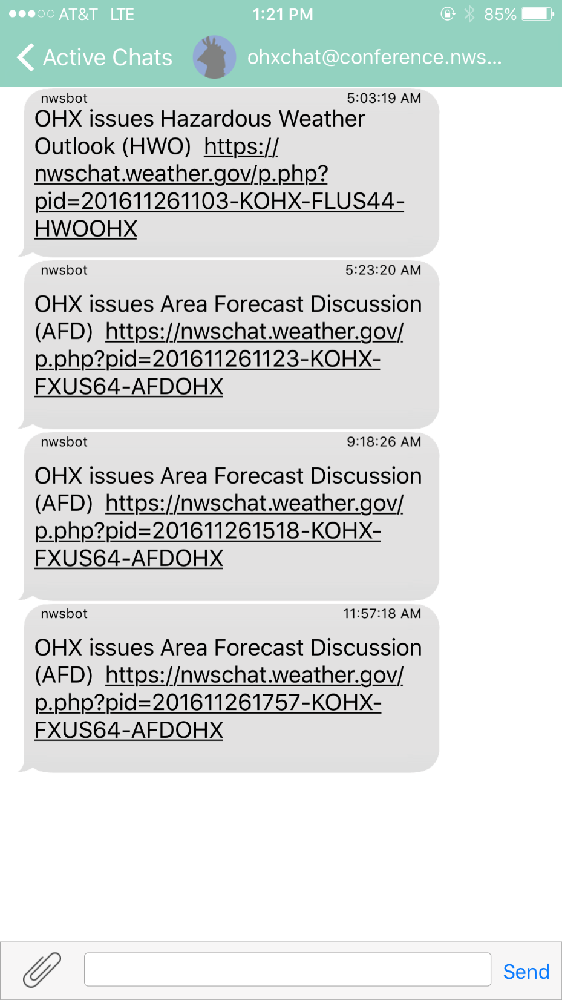 AT&T LTE 1:21 PM 85%
Active Chats ohxchat@conference.nws...
nwsbot 5:03:19 AM
OHX issues Hazardous Weather
Outlook (HWO) https://
nwschat.weather.gov/p.php?
pid=201611261103-KOHX-FLUS44-
HWOOHX
nwsbot 5:23:20 AM
OHX issues Area Forecast Discussion
(AFD) https://nwschat.weather.gov/
p.php?pid=201611261123-KOHX-
FXUS64-AFDOHX
nwsbot 9:18:26 AM
OHX issues Area Forecast Discussion
(AFD) https://nwschat.weather.gov/
p.php?pid=201611261518-KOHX-
FXUS64-AFDOHX
nwsbot 11:57:18 AM
OHX issues Area Forecast Discussion
(AFD) https://nwschat.weather.gov/
p.php?pid=201611261757-KOHX-
FXUS64-AFDOHX
Send